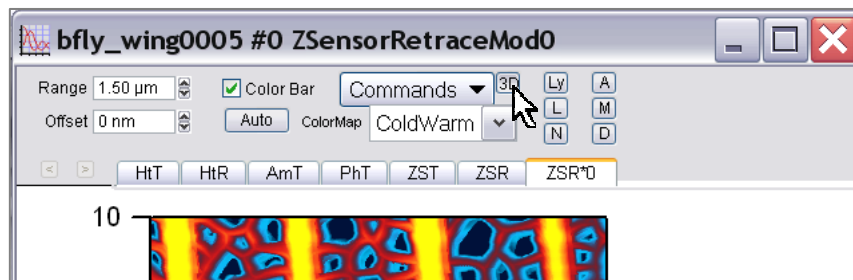 bfly_wing0005 #0 ZSensorRetraceMod0
Range 1.50 µm Color Bar Commands 3D Ly A
L M
Offset 0 nm Auto ColorMap ColdWarm N D
< > HtT HtR AmT PhT ZST ZSR ZSR*0
10